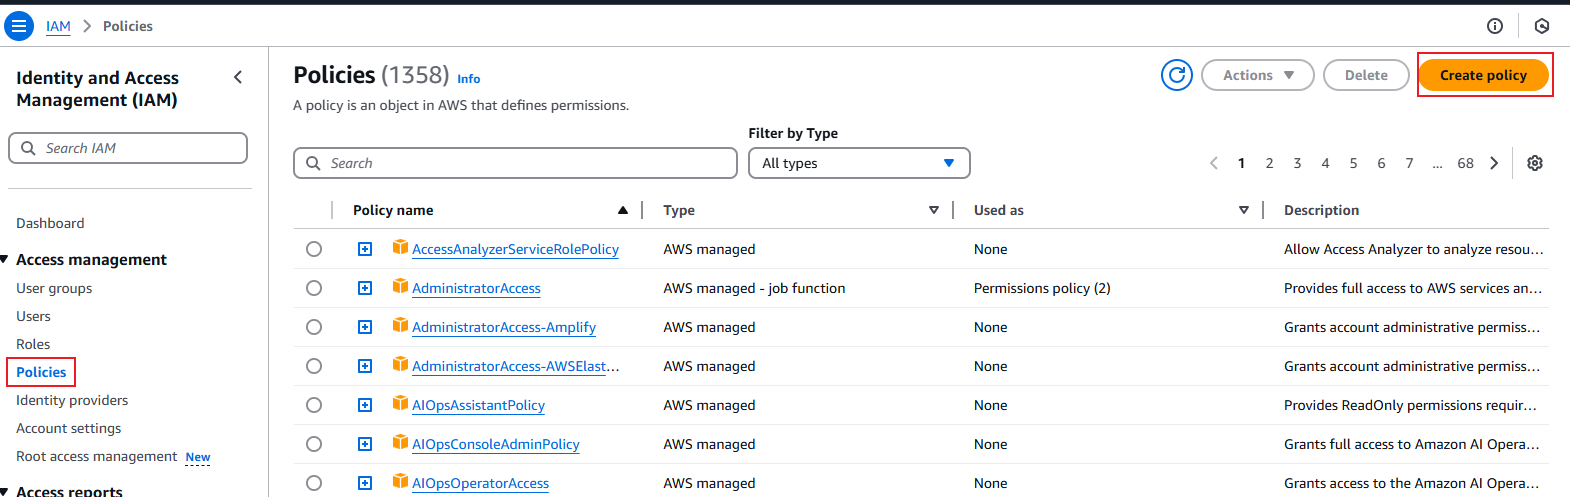 IAM > Policies
Identity and Access Management (IAM)
Search IAM
Dashboard
Access management
User groups
Users
Roles
Policies
Identity providers
Account settings
Root access management New
Access reports
Policies (1358) Info
A policy is an object in AWS that defines permissions.
Actions
Delete
Create policy
Filter by Type
Search
All types
1 2 3 4 5 6 7 ... 68
Policy name Type Used as Description
AccessAnalyzerServiceRolePolicy AWS managed None Allow Access Analyzer to analyze resou...
AdministratorAccess AWS managed - job function Permissions policy (2) Provides full access to AWS services an...
AdministratorAccess-Amplify AWS managed None Grants account administrative permiss...
AdministratorAccess-AWSElast... AWS managed None Grants account administrative permiss...
AIOpsAssistantPolicy AWS managed None Provides ReadOnly permissions requir...
AIOpsConsoleAdminPolicy AWS managed None Grants full access to Amazon AI Opera...
AIOpsOperatorAccess AWS managed None Grants access to the Amazon AI Opera...